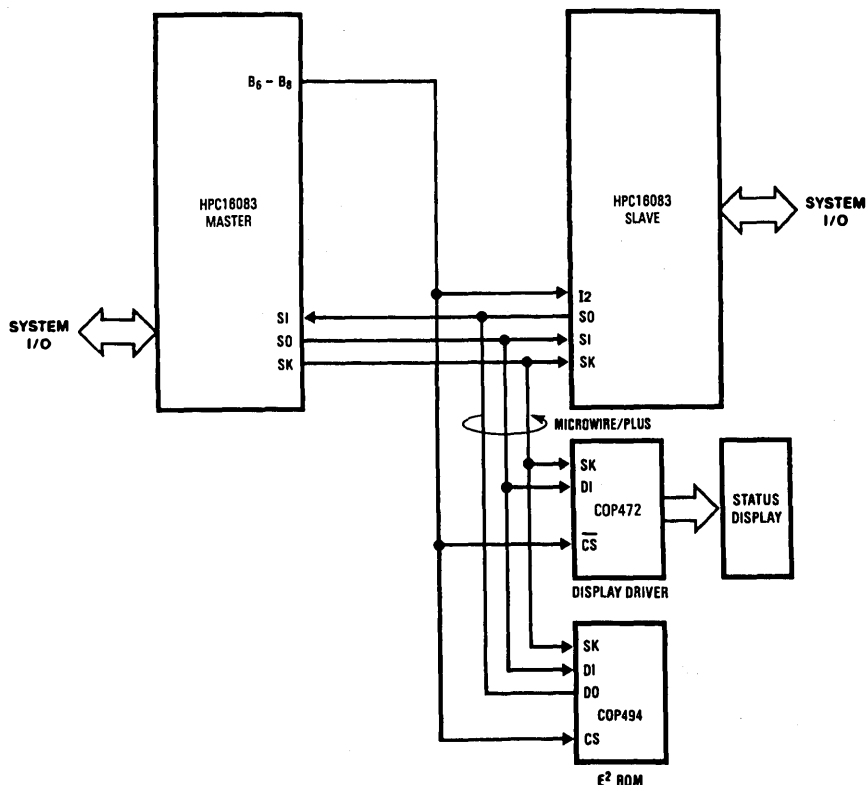 B₆ – B₈
HPC16083
MASTER
SI
SO
SK
SYSTEM
I/O
HPC16083
SLAVE
I2
SO
SI
SK
SYSTEM
I/O
MICROWIRE/PLUS
SK
DI
COP472
C̅S̅
DISPLAY DRIVER
STATUS
DISPLAY
SK
DI
DO
COP494
CS
E² ROM